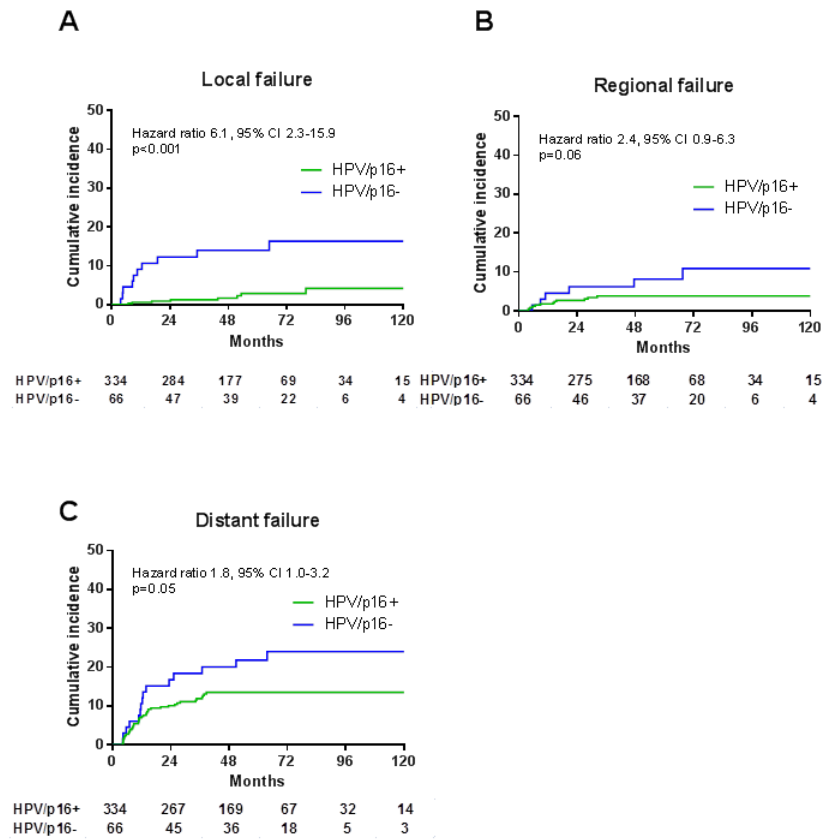 A
Local failure
50
40
30
20
10
0
Cumulative incidence
Hazard ratio 6.1, 95% CI 2.3-15.9
p<0.001
HPV/p16+
HPV/p16-
0 24 48 72 96 120
Months
HPV/p16+ 334 284 177 69 34 15
HPV/p16- 66 47 39 22 6 4
B
Regional failure
50
40
30
20
10
0
Cumulative incidence
Hazard ratio 2.4, 95% CI 0.9-6.3
p=0.06
HPV/p16+
HPV/p16-
0 24 48 72 96 120
Months
HPV/p16+ 334 275 168 68 34 15
HPV/p16- 66 46 37 20 6 4
C
Distant failure
50
40
30
20
10
0
Cumulative incidence
Hazard ratio 1.8, 95% CI 1.0-3.2
p=0.05
HPV/p16+
HPV/p16-
0 24 48 72 96 120
Months
HPV/p16+ 334 267 169 67 32 14
HPV/p16- 66 45 36 18 5 3